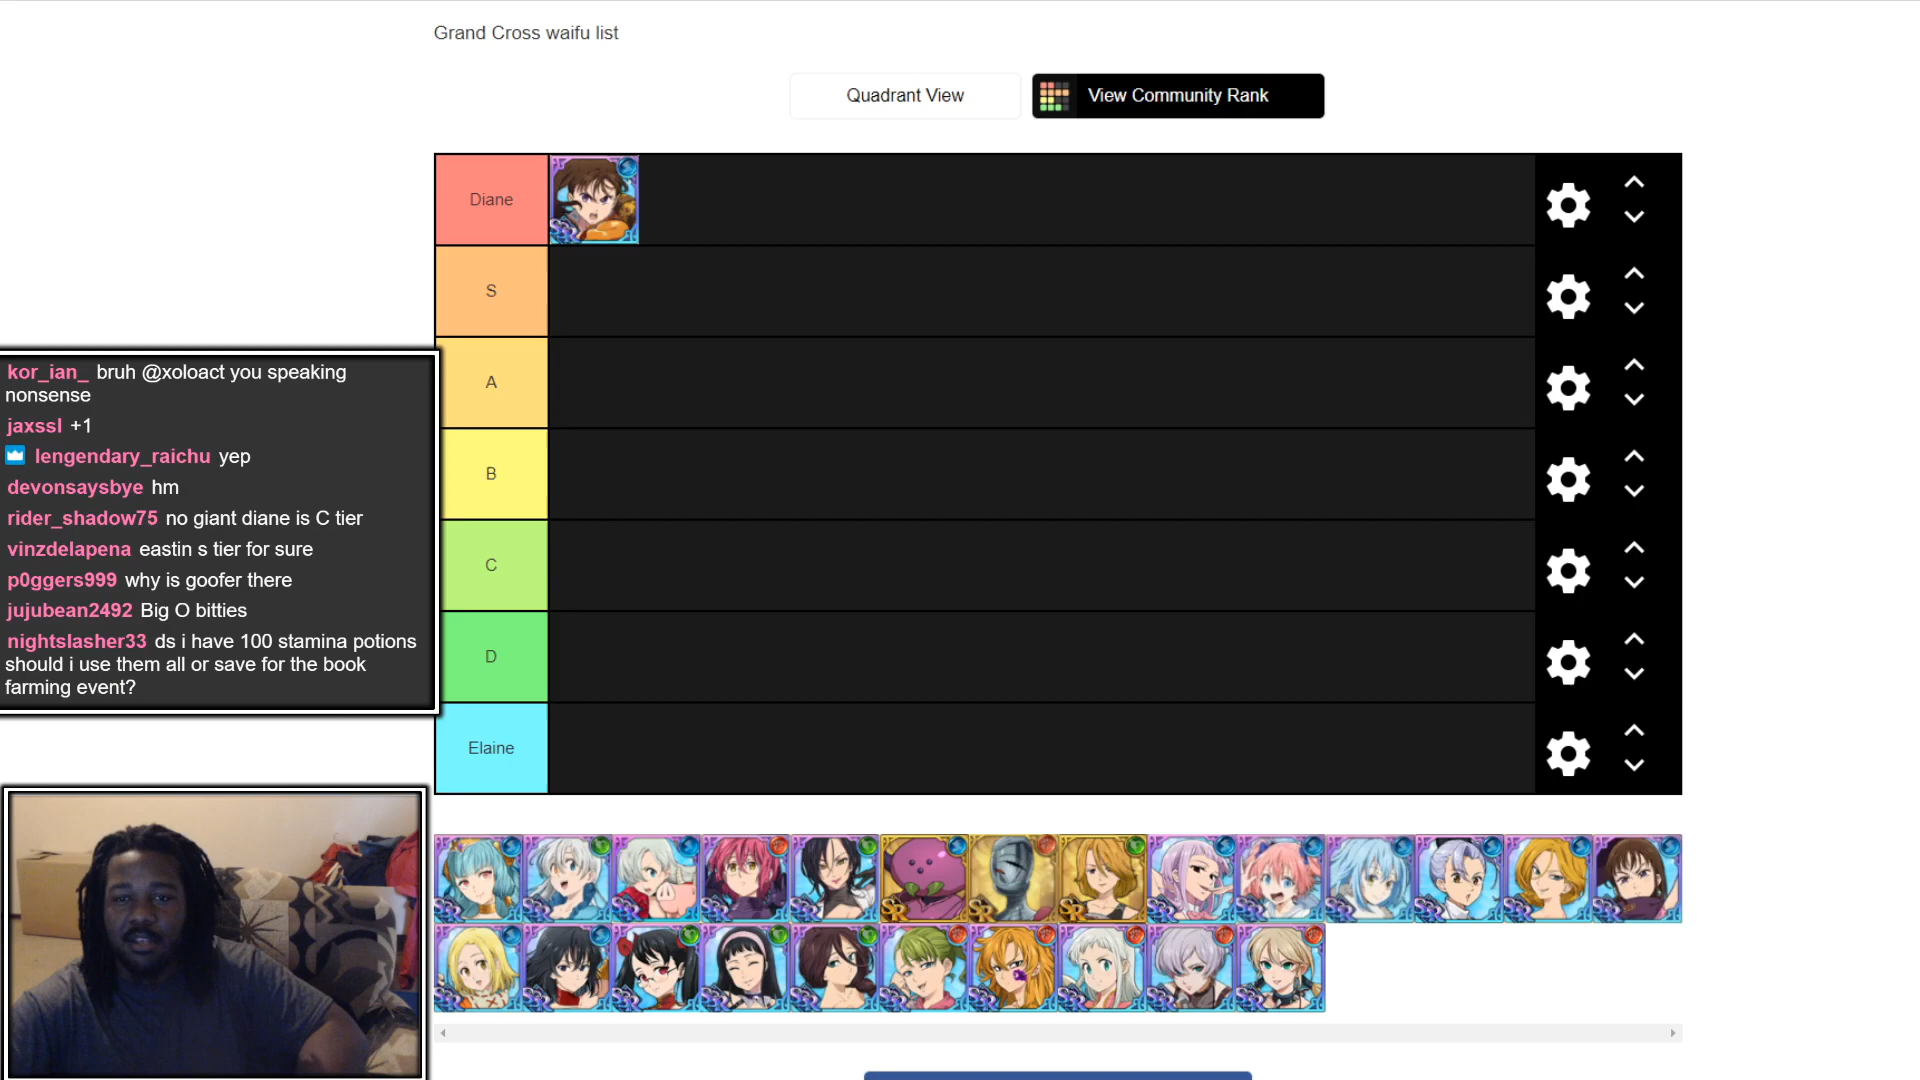 Grand Cross waifu list
Quadrant View
View Community Rank
Diane
S
A
B
C
D
Elaine
kor_ian_ bruh @xoloact you speaking
nonsense
jaxssl +1
lengendary_raichu yep
devonsaysbye hm
rider_shadow75 no giant diane is C tier
vinzdelapena eastin s tier for sure
p0ggers999 why is goofer there
jujubean2492 Big O bitties
nightslasher33 ds i have 100 stamina potions
should i use them all or save for the book
farming event?
SR
SR
SR